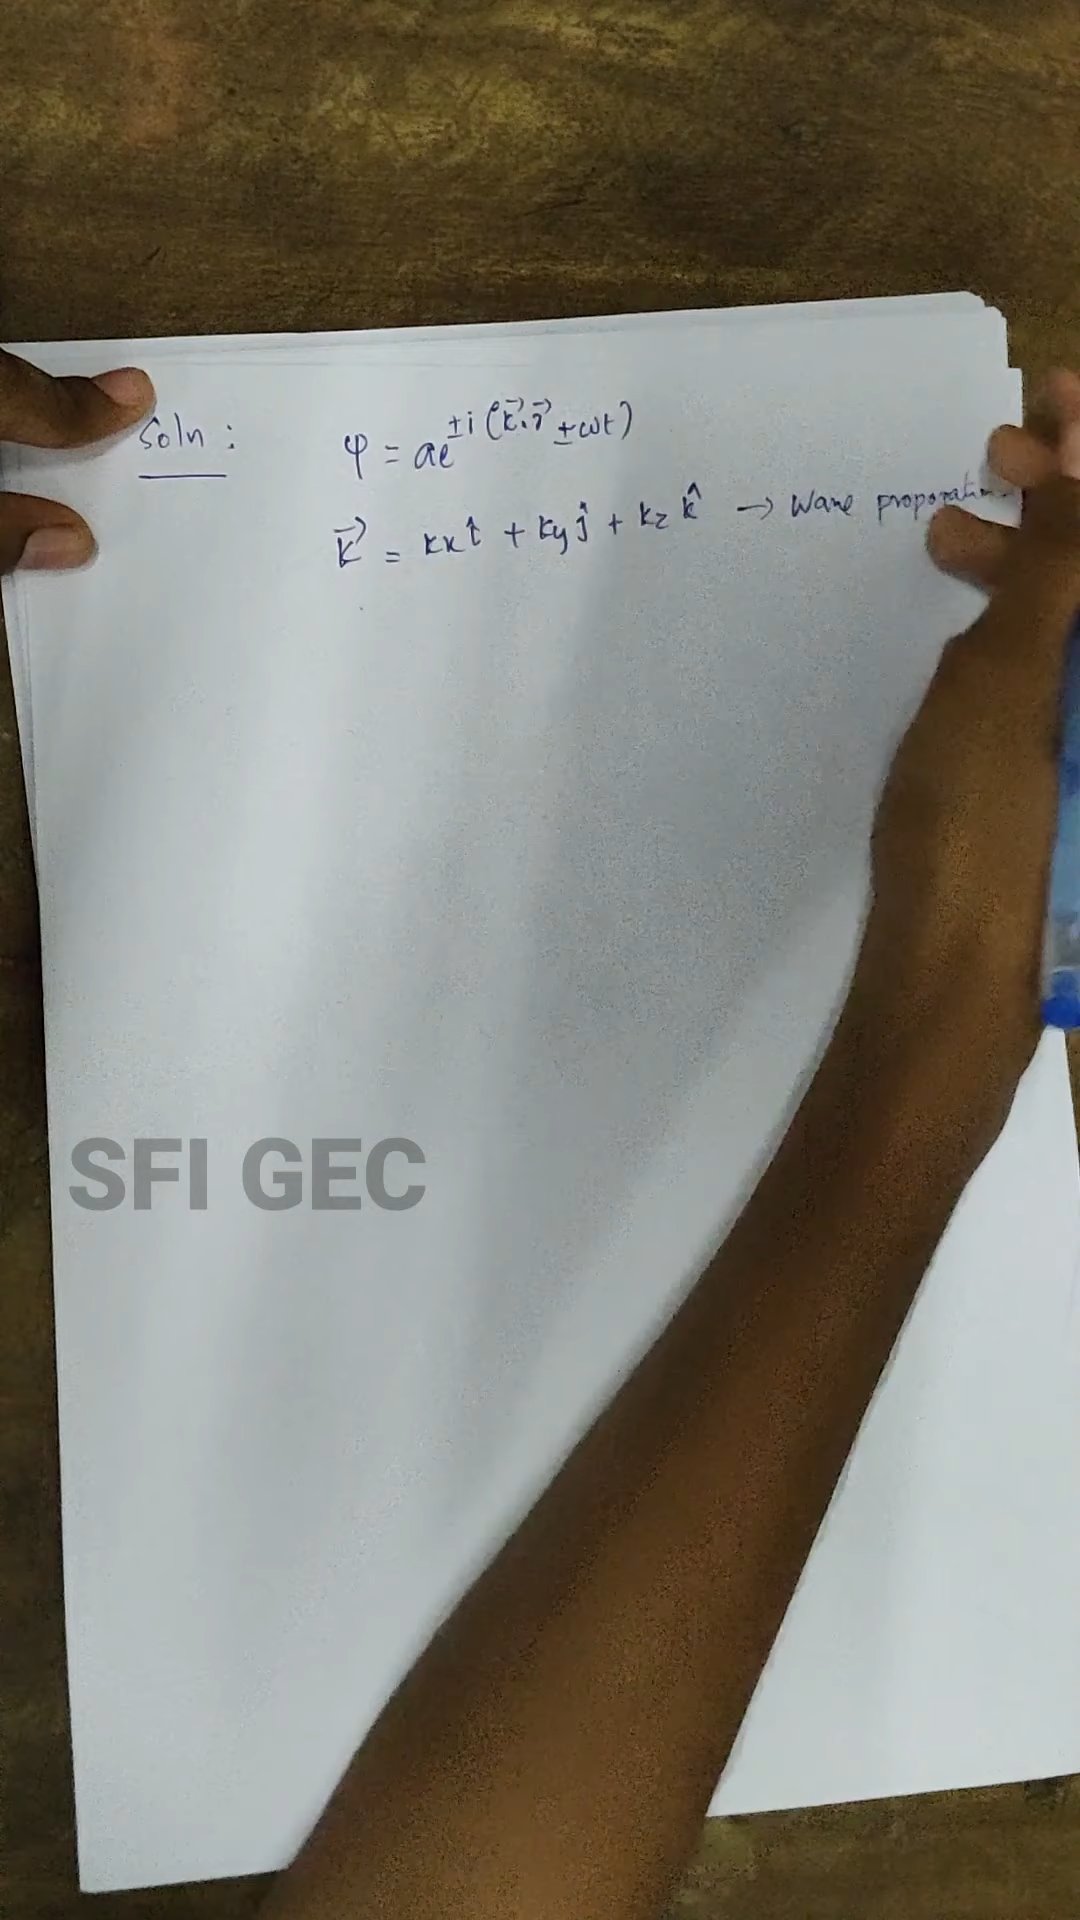 Soln :
φ = ae^±i(k⃗.r⃗ ±ωt)
k⃗ = kx î + ky ĵ + kz k̂ → Wave
SFI GEC